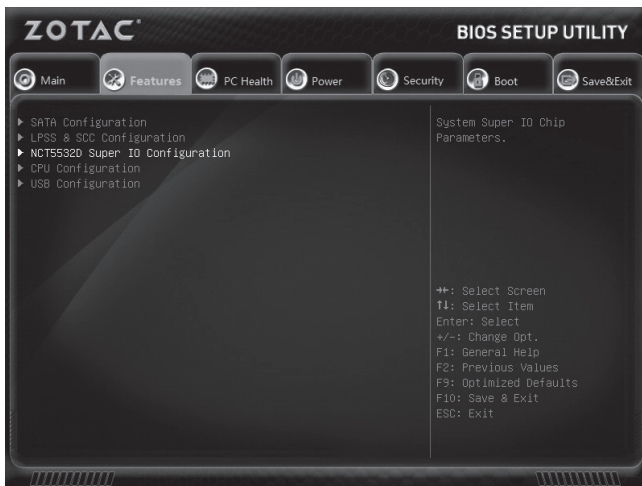 ZOTAC
BIOS SETUP UTILITY
Main
Features
PC Health
Power
Security
Boot
Save&Exit
SATA Configuration
LPSS & SCC Configuration
NCT5532D Super IO Configuration
CPU Configuration
USB Configuration
System Super IO Chip
Parameters.
→←: Select Screen
↑↓: Select Item
Enter: Select
+/-: Change Opt.
F1: General Help
F2: Previous Values
F9: Optimized Defaults
F10: Save & Exit
ESC: Exit